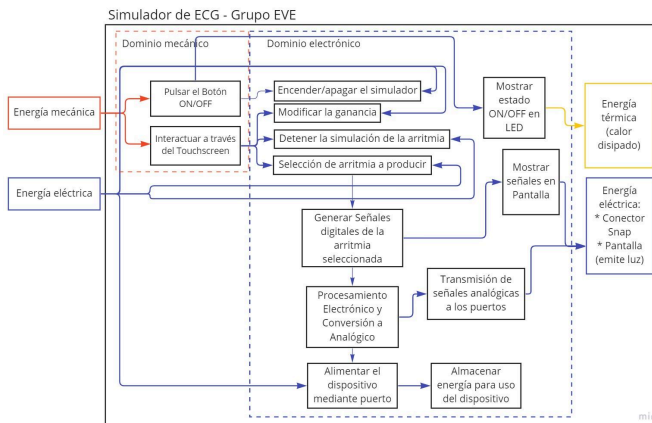 Simulador de ECG - Grupo EVE
Dominio mecánico
Dominio electrónico
Energía mecánica
Energía eléctrica
Pulsar el Botón
ON/OFF
Interactuar a través
del Touchscreen
Encender/apagar el simulador
Modificar la ganancia
Detener la simulación de la arritmia
Selección de arritmia a producir
Mostrar
estado
ON/OFF en
LED
Mostrar
señales en
Pantalla
Energía
térmica (calor
disipado)
Energía
eléctrica:
* Conector
Snap
* Pantalla
(emite luz)
Generar Señales
digitales de la
arritmia
seleccionada
Procesamiento
Electrónico y
Conversión a
Analógico
Transmisión de
señales analógicas
a los puertos
Alimentar el
dispositivo
mediante puerto
Almacenar
energía para uso
del dispositivo